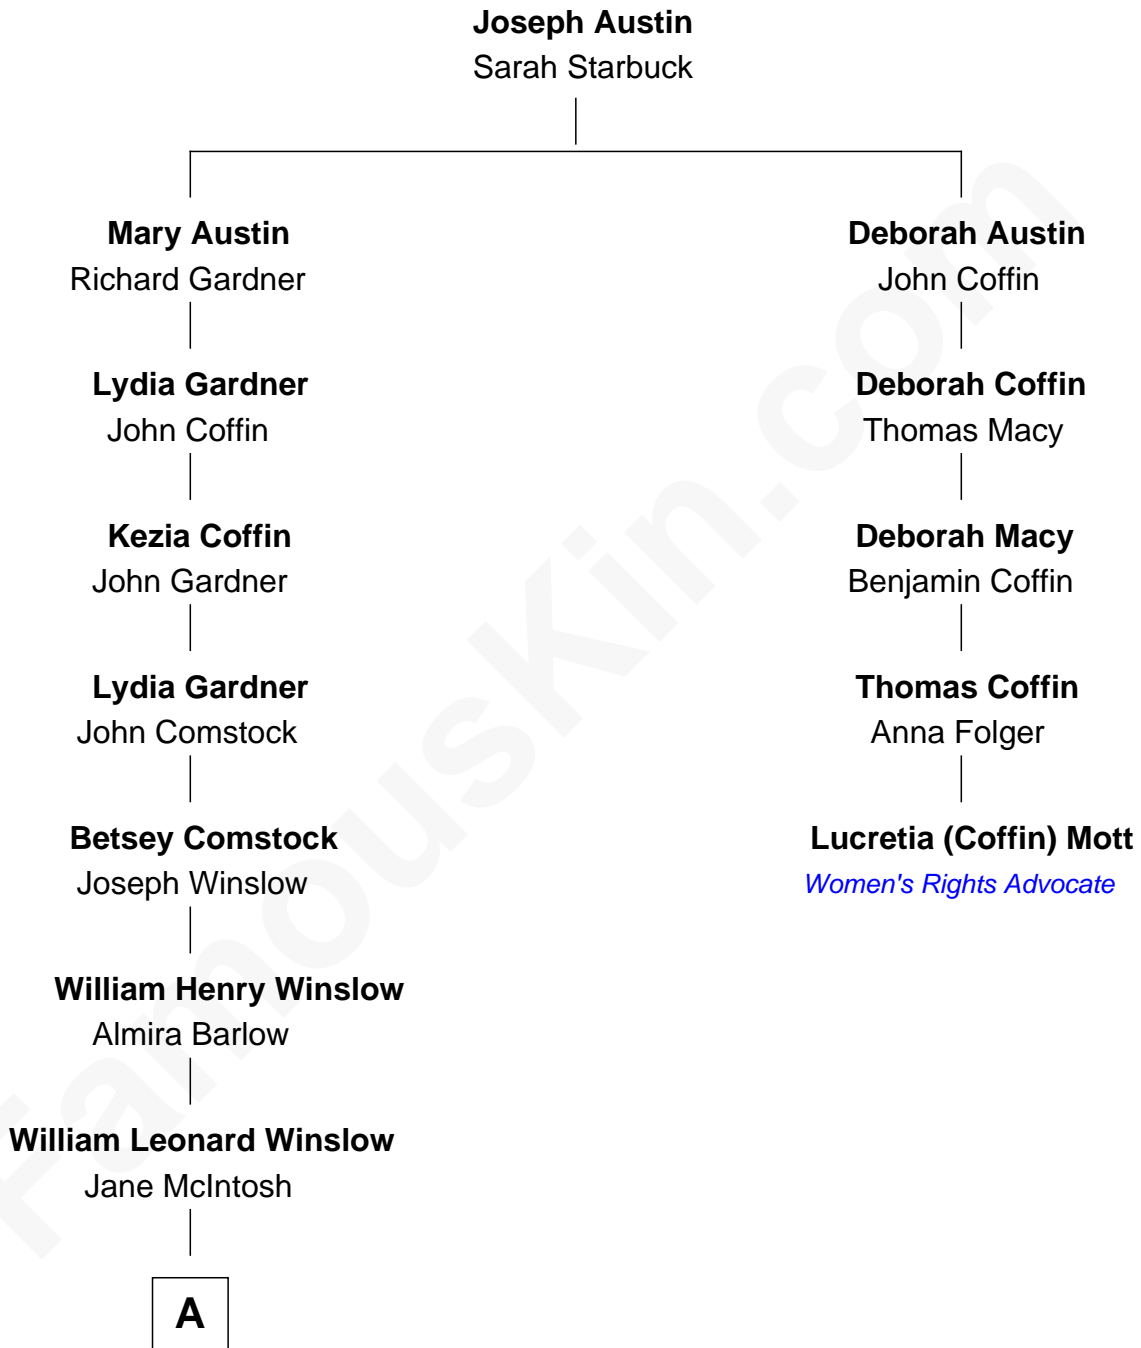 Joseph Austin
Sarah Starbuck
Mary Austin
Richard Gardner
Lydia Gardner
John Coffin
Kezia Coffin
John Gardner
Lydia Gardner
John Comstock
Betsey Comstock
Joseph Winslow
William Henry Winslow
Almira Barlow
William Leonard Winslow
Jane McIntosh
A
Deborah Austin
John Coffin
Deborah Coffin
Thomas Macy
Deborah Macy
Benjamin Coffin
Thomas Coffin
Anna Folger
Lucretia (Coffin) Mott
Women's Rights Advocate
FamousKin.com